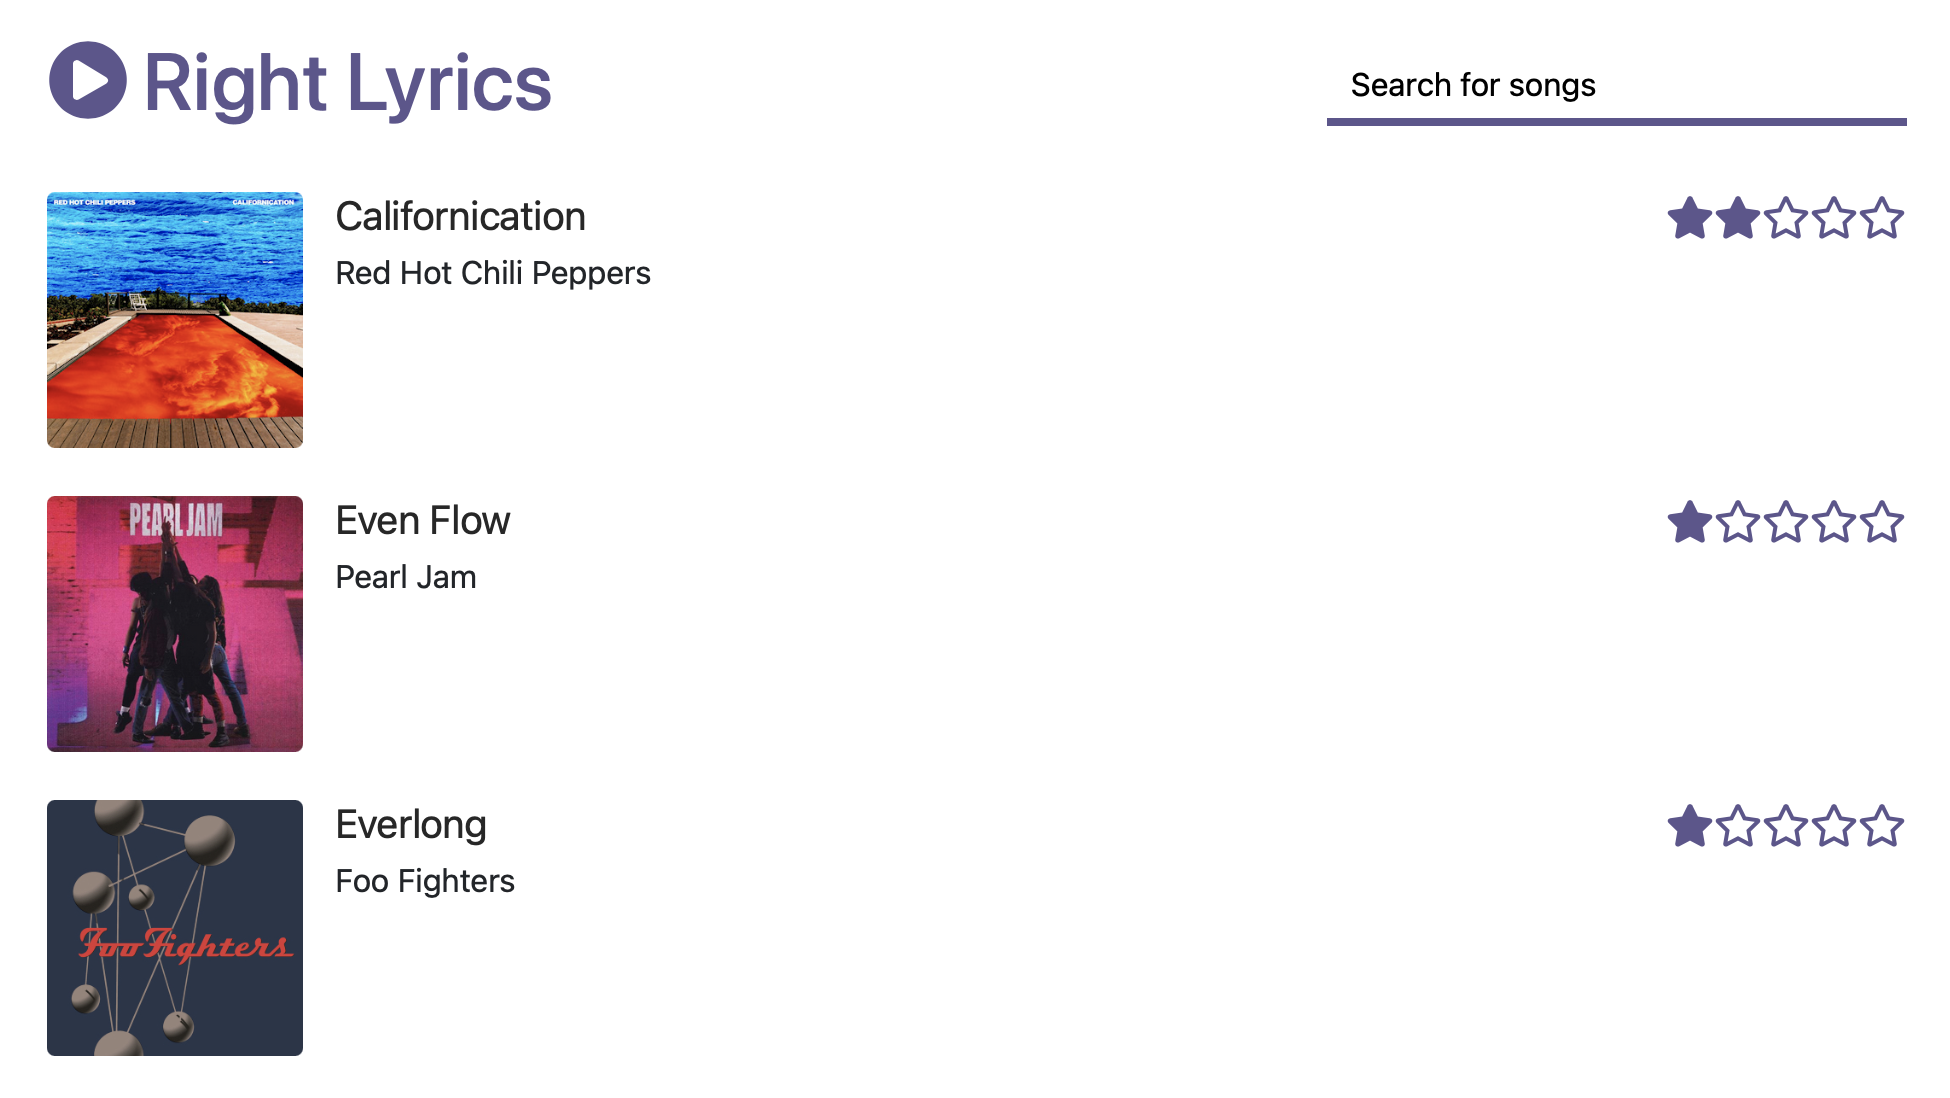 Right Lyrics
Search for songs
RED HOT CHILI PEPPERS CALIFORNICATION
Californication
Red Hot Chili Peppers
PEARL JAM
Even Flow
Pearl Jam
Everlong
Foo Fighters
Foo Fighters